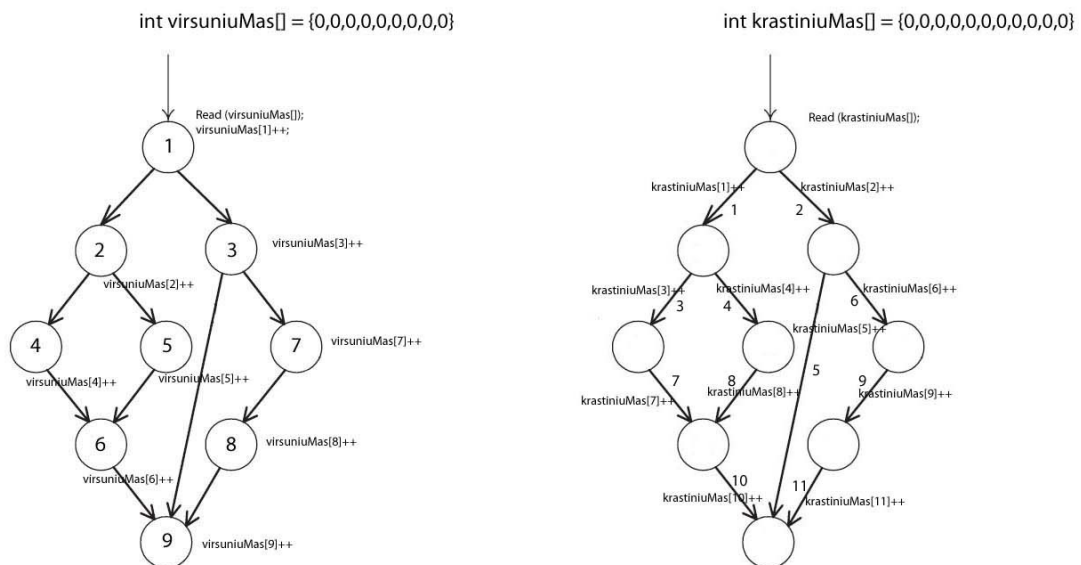 int virsuniuMas[] = {0,0,0,0,0,0,0,0,0}
Read (virsuniuMas[]);
virsuniuMas[1]++;
1
2
3
virsuniuMas[3]++
virsuniuMas[2]++
4
5
7
virsuniuMas[7]++
virsuniuMas[4]++
virsuniuMas[5]++
6
8
virsuniuMas[8]++
virsuniuMas[6]++
9
virsuniuMas[9]++
int krastiniuMas[] = {0,0,0,0,0,0,0,0,0,0,0}
Read (krastiniuMas[]);
krastiniuMas[1]++
krastiniuMas[2]++
1
2
krastiniuMas[3]++
krastiniuMas[4]++
krastiniuMas[6]++
3
4
6
krastiniuMas[5]++
5
7
8
9
krastiniuMas[7]++
krastiniuMas[8]++
krastiniuMas[9]++
10
11
krastiniuMas[10]++
krastiniuMas[11]++